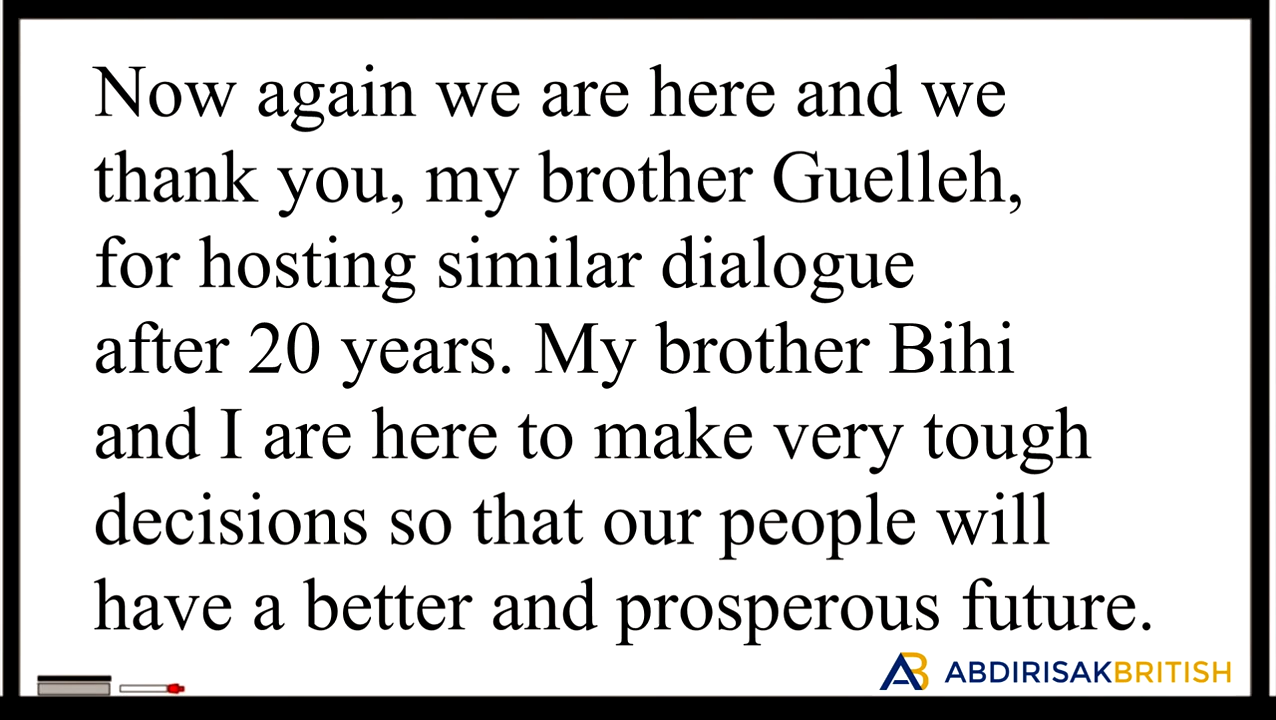 Now again we are here and we
thank you, my brother Guelleh,
for hosting similar dialogue
after 20 years. My brother Bihi
and I are here to make very tough
decisions so that our people will
have a better and prosperous future.
AB ABDIRISAKBRITISH